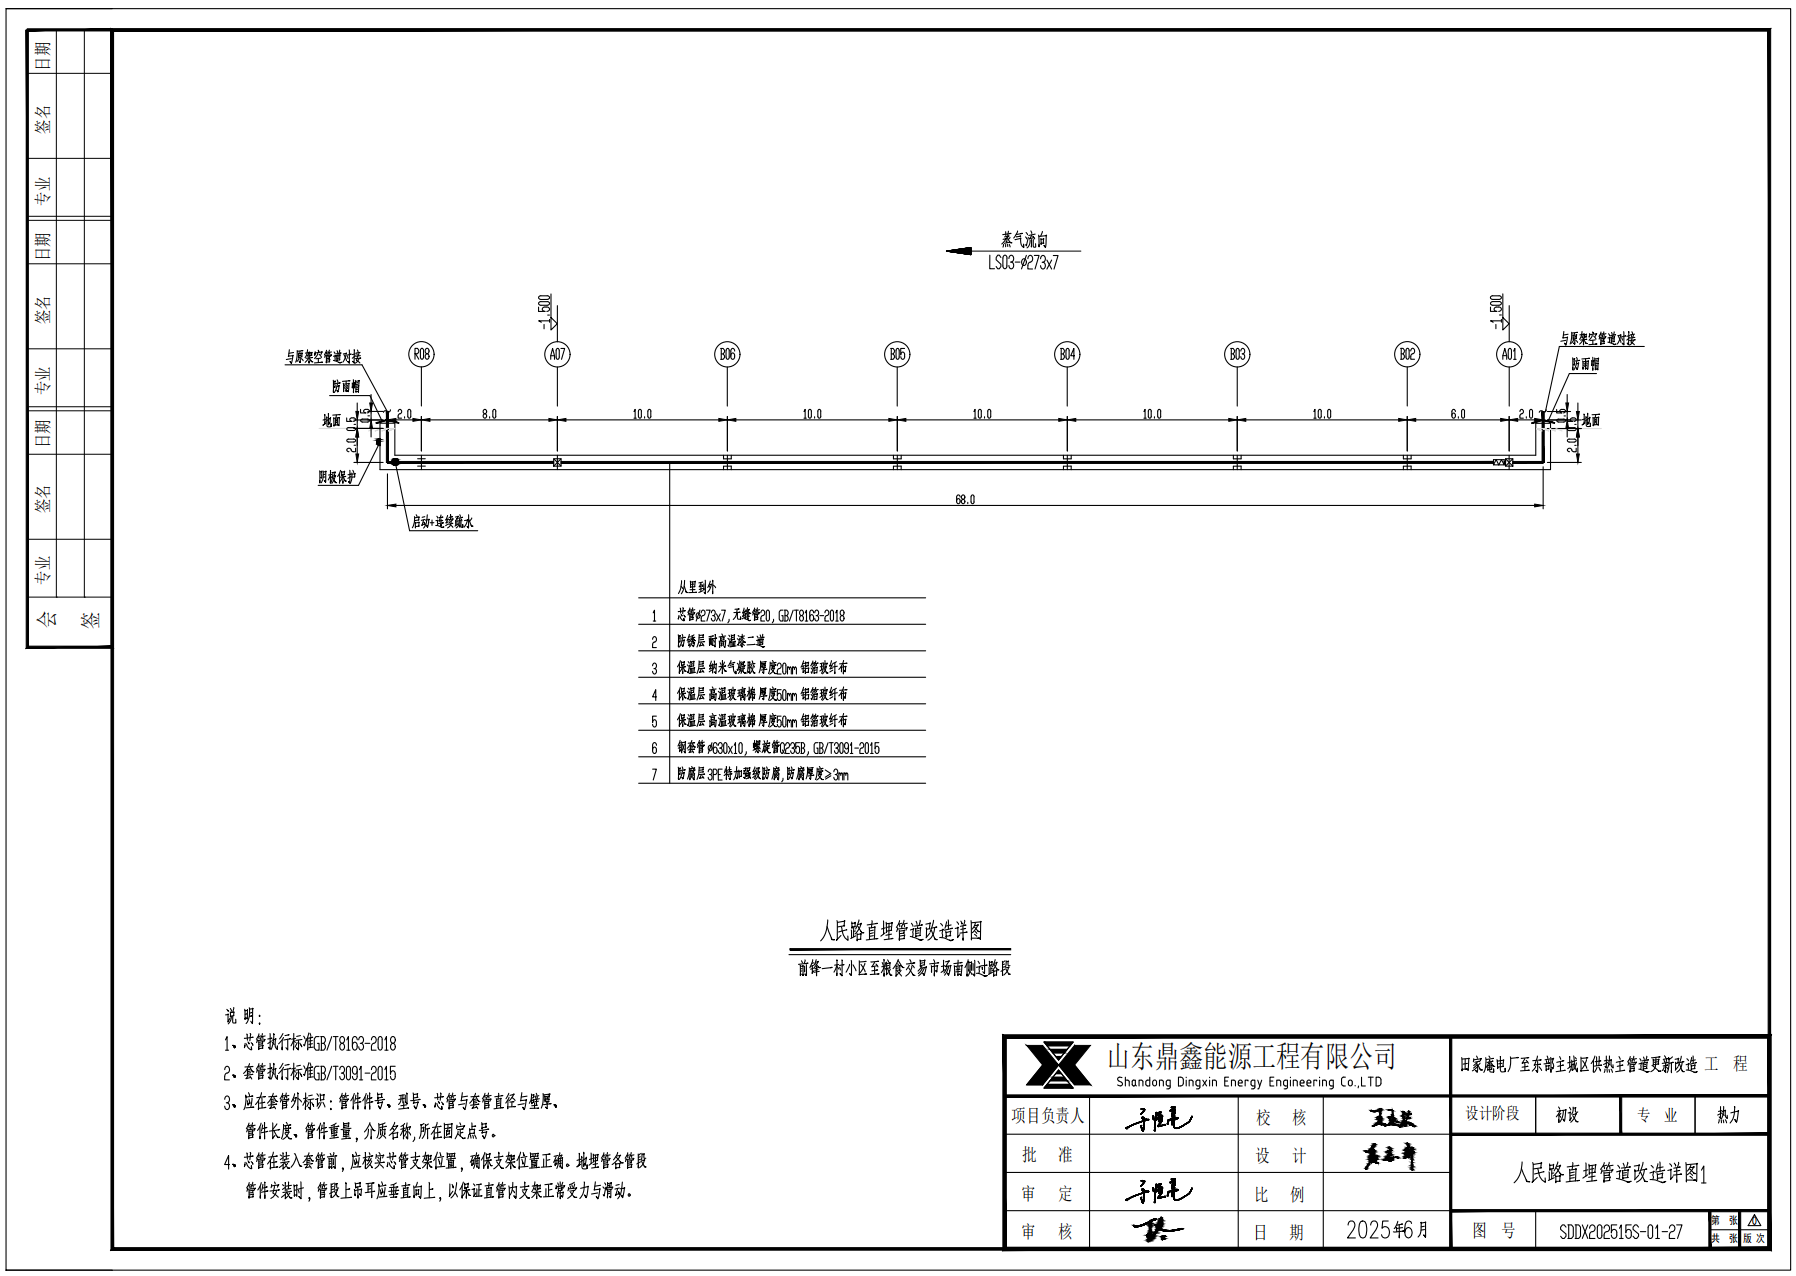 日期
签名
专业
日期
签名
专业
日期
签名
专业
会 签
蒸气流向
LS03-ø273x7
-1.500
-1.500
R08 A07 B06 B05 B04 B03 B02 A01
与原架空管道对接
防雨帽
地面
与原架空管道对接
防雨帽
地面
2.0 8.0 10.0 10.0 10.0 10.0 10.0 6.0 2.0
0.5 0.5 2.0
0.5 0.5 2.0
阴极保护
启动+连续疏水
68.0
从里到外
1 芯管ø273x7,无缝管20,GB/T8163-2018
2 防锈层 耐高温漆二道
3 保温层 纳米气凝胶 厚度20mm 铝箔玻纤布
4 保温层 高温玻璃棉 厚度50mm 铝箔玻纤布
5 保温层 高温玻璃棉 厚度50mm 铝箔玻纤布
6 钢套管 ø630x10, 螺旋管Q235B, GB/T3091-2015
7 防腐层 3PE特加强级防腐,防腐厚度≥3mm
人民路直埋管道改造详图
前锋一村小区至粮食交易市场南侧过路段
说 明:
1、芯管执行标准GB/T8163-2018
2、套管执行标准GB/T3091-2015
3、应在套管外标识:管件件号、型号、芯管与套管直径与壁厚、
管件长度、管件重量,介质名称,所在固定点号。
4、芯管在装入套管前,应核实芯管支架位置,确保支架位置正确。地埋管各管段
管件安装时,管段上吊耳应垂直向上,以保证直管内支架正常受力与滑动。
山东鼎鑫能源工程有限公司
Shandong Dingxin Energy Engineering Co.,LTD
田家庵电厂至东部主城区供热主管道更新改造 工 程
项目负责人 校 核
设计阶段 初设 专 业 热力
批 准 设 计
人民路直埋管道改造详图1
审 定 比 例
审 核 日 期 2025年6月
图 号 SDDX202515S-01-27
第 张
共 张 版 次